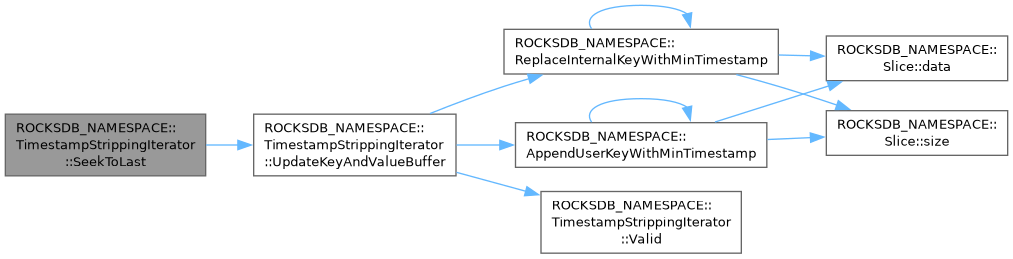 ROCKSDB_NAMESPACE::
TimestampStrippingIterator
::SeekToLast
ROCKSDB_NAMESPACE::
TimestampStrippingIterator
::UpdateKeyAndValueBuffer
ROCKSDB_NAMESPACE::
ReplaceInternalKeyWithMinTimestamp
ROCKSDB_NAMESPACE::
AppendUserKeyWithMinTimestamp
ROCKSDB_NAMESPACE::
TimestampStrippingIterator
::Valid
ROCKSDB_NAMESPACE::
Slice::data
ROCKSDB_NAMESPACE::
Slice::size